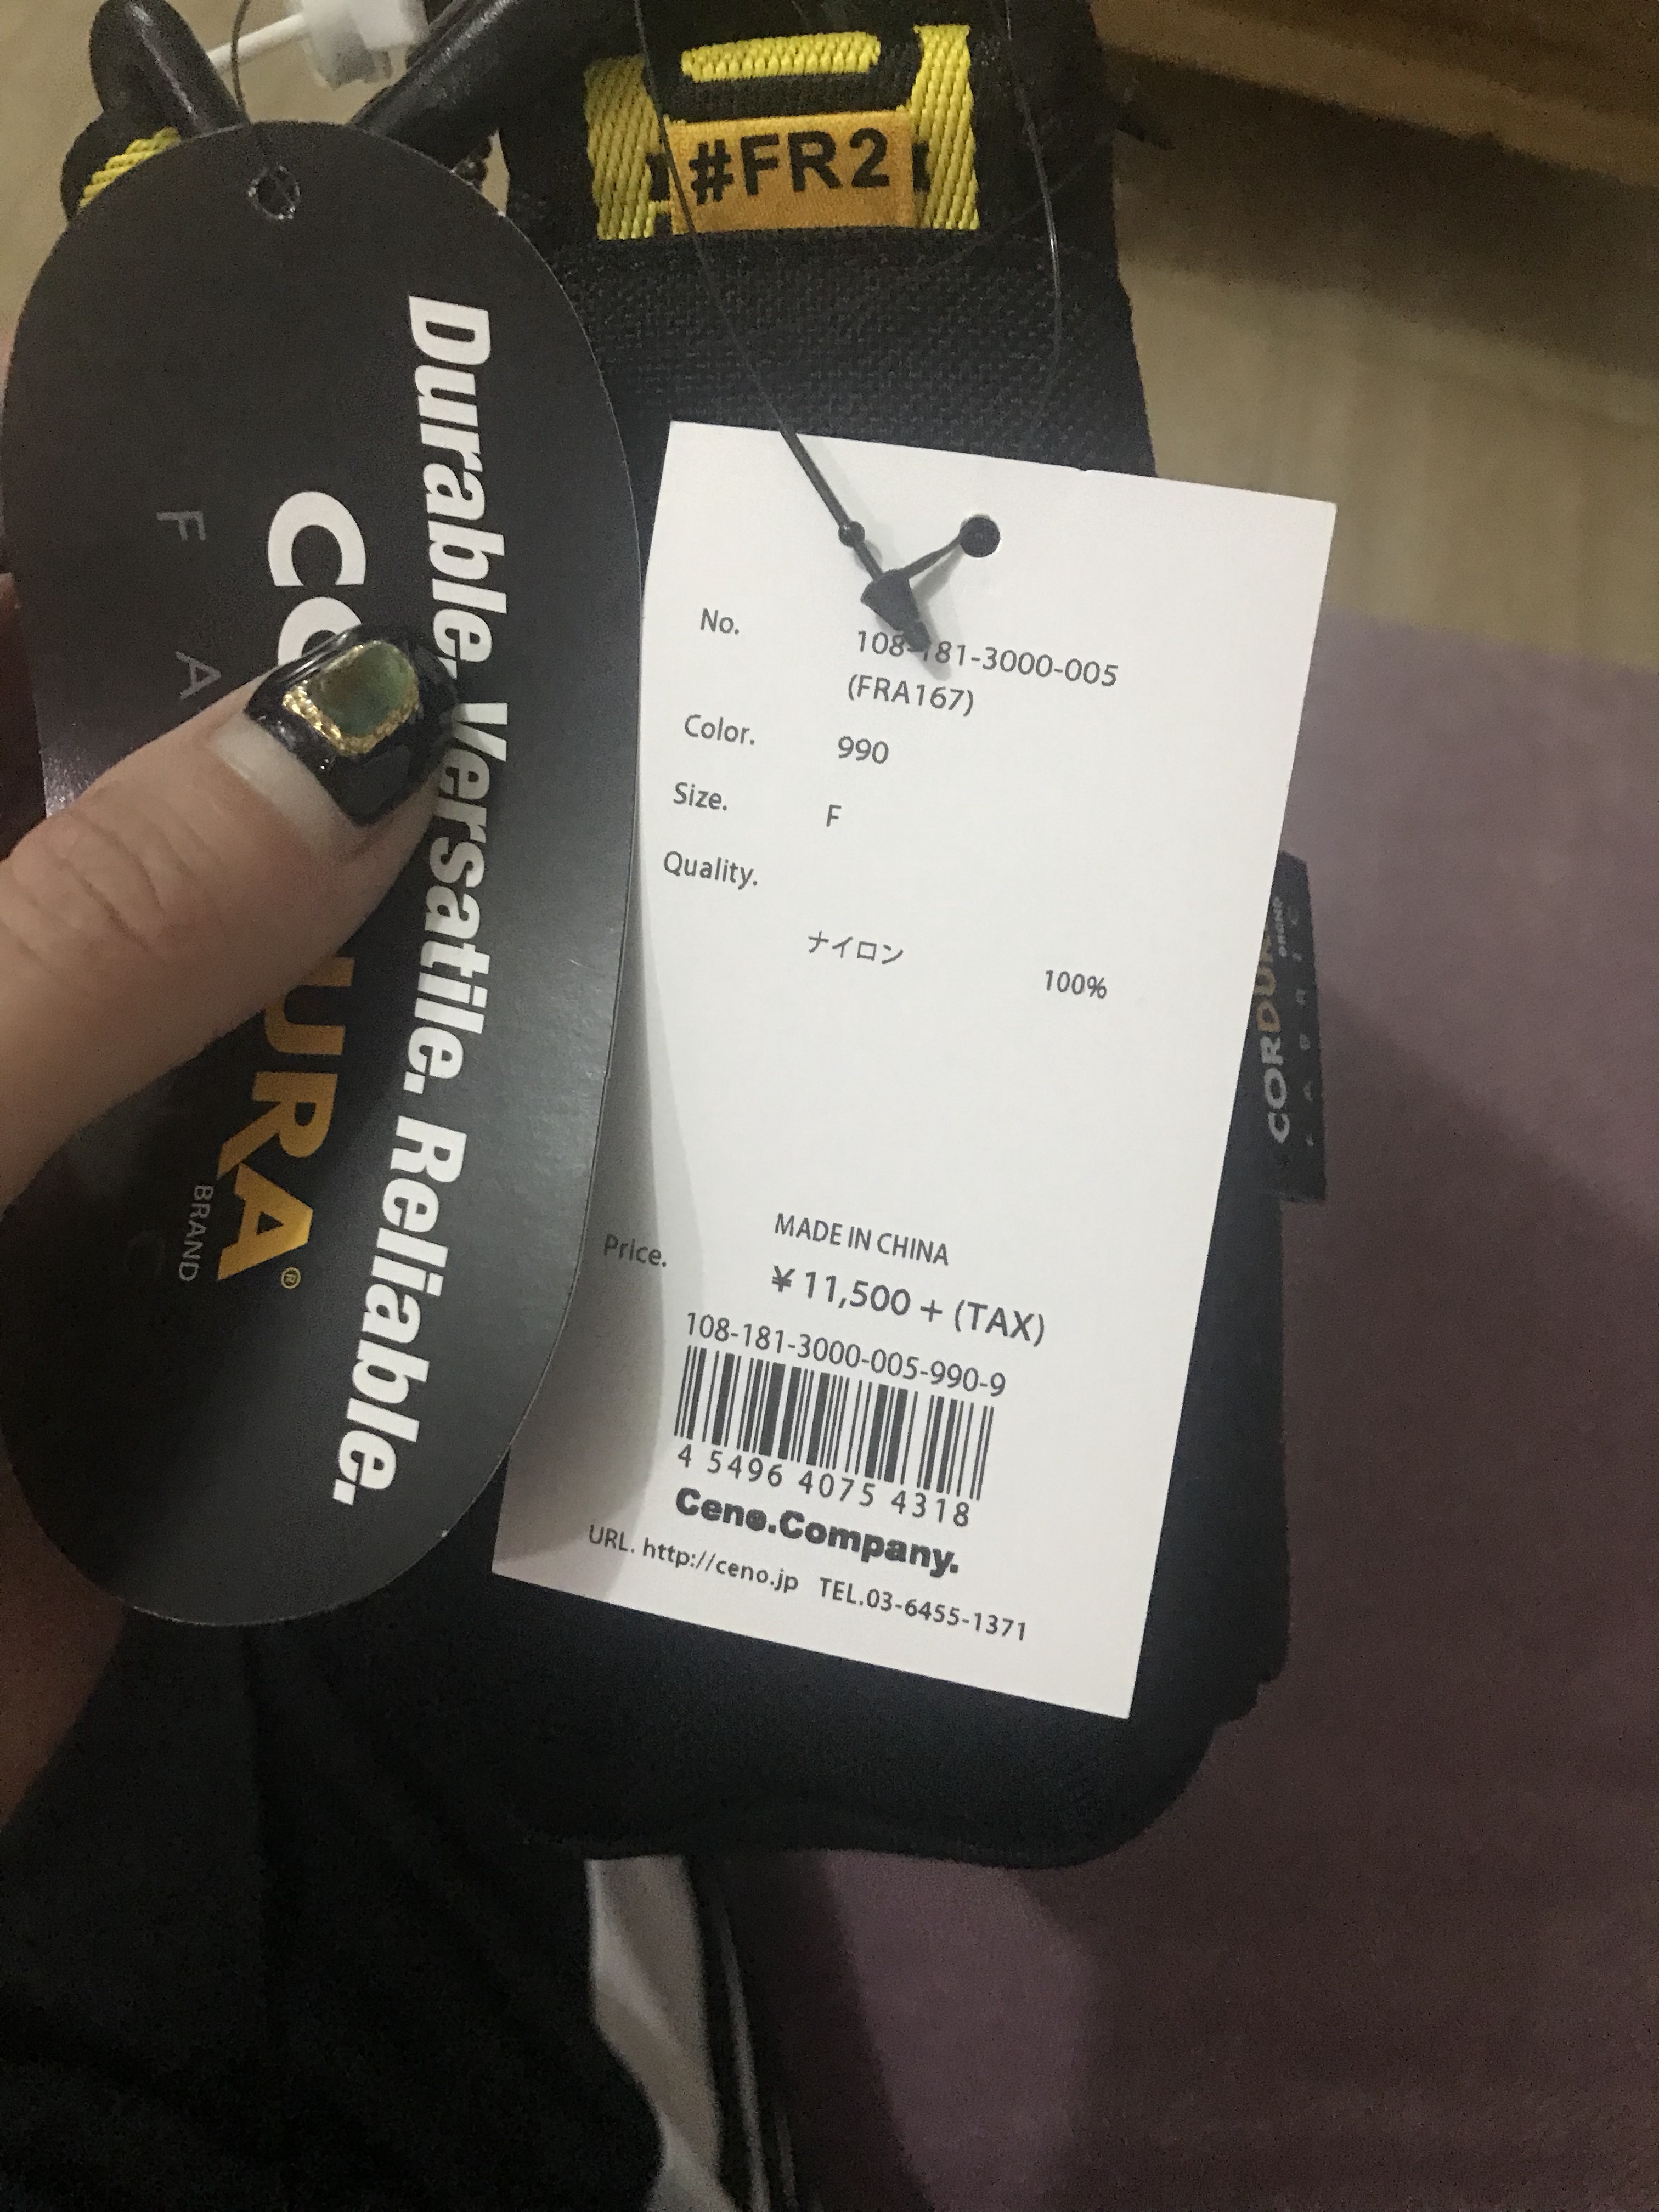 #FR2
Durable. Versatile. Reliable.
URA®
BRAND
No. 108-181-3000-005
(FRA167)
Color. 990
Size. F
Quality.
ナイロン 100%
MADE IN CHINA
Price. ¥ 11,500 + (TAX)
108-181-3000-005-990-9
4 5496 4075 4318
Ceno.Company.
URL. http://ceno.jp TEL.03-6455-1371
CORDURA
BRAND